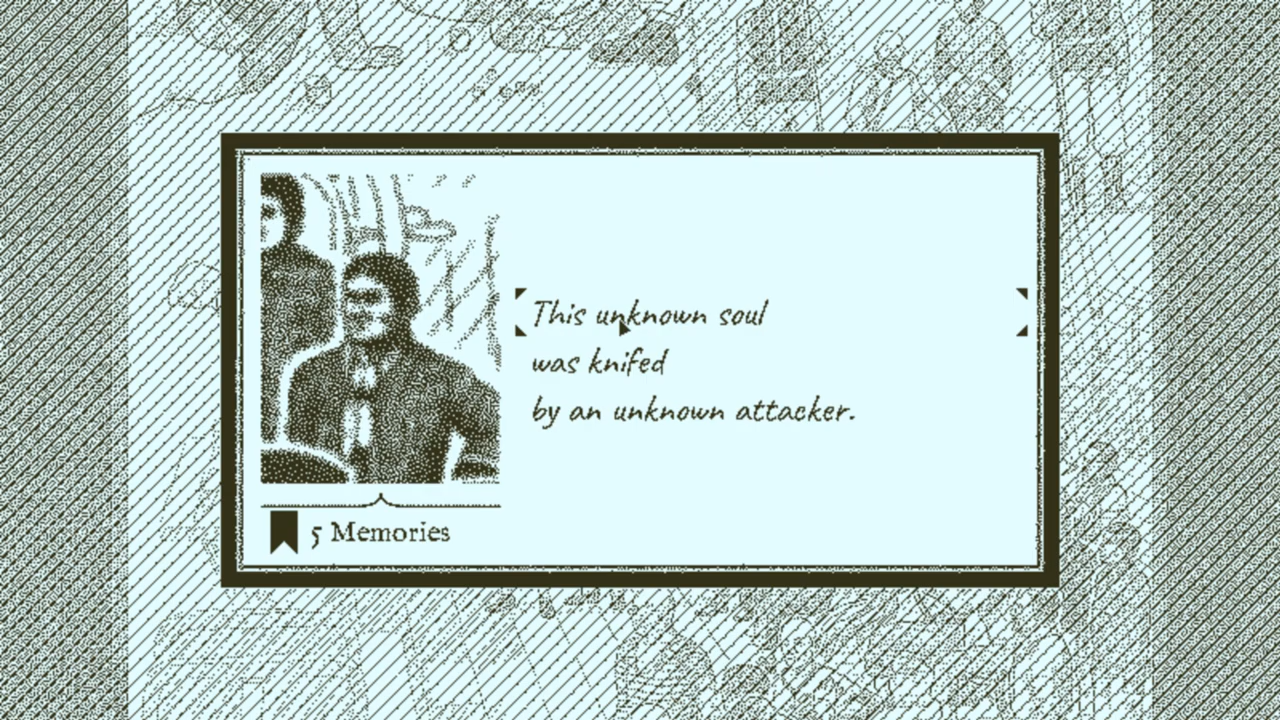 This unknown soul
was knifed
by an unknown attacker.
5 Memories